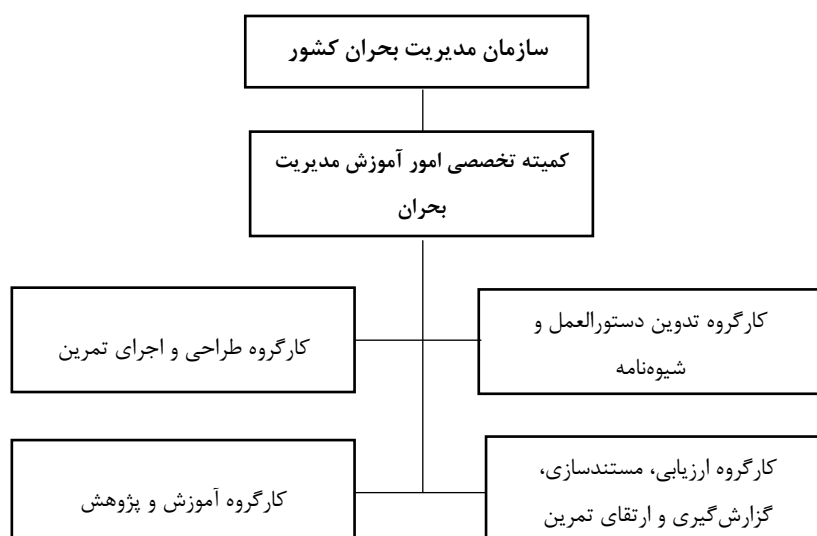 سازمان مدیریت بحران کشور
کمیته تخصصی امور آموزش مدیریت
بحران
کارگروه تدوین دستورالعمل و
شیوه‌نامه
کارگروه طراحی و اجرای تمرین
کارگروه ارزیابی، مستندسازی،
گزارش‌گیری و ارتقای تمرین
کارگروه آموزش و پژوهش